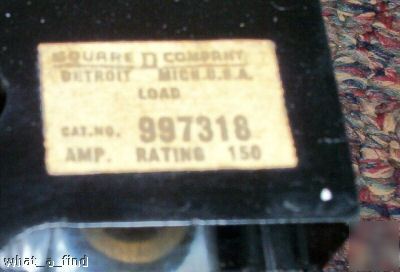 SQUARE D COMPANY
DETROIT MICH. U.S.A.
LOAD
CAT. NO. 997318
AMP. RATING 150
what_a_find